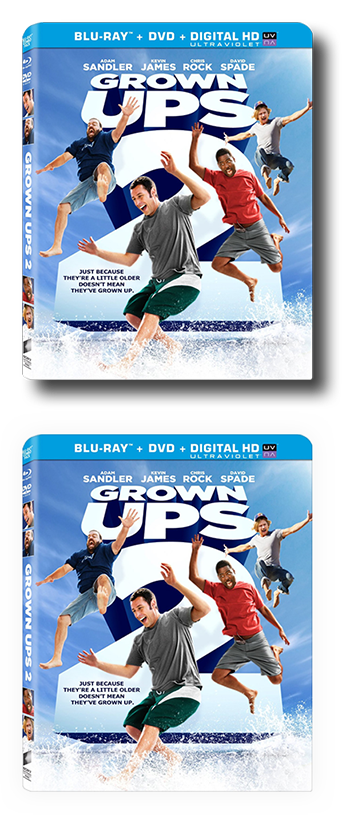 BLU-RAY™ + DVD + DIGITAL HD UV
ULTRAVIOLET
ADAM SANDLER KEVIN JAMES CHRIS ROCK DAVID SPADE
GROWN
UPS
2
JUST BECAUSE
THEY'RE A LITTLE OLDER
DOESN'T MEAN
THEY'VE GROWN UP.
GROWN UPS 2
BLU-RAY™ + DVD + DIGITAL HD UV
ULTRAVIOLET
ADAM SANDLER KEVIN JAMES CHRIS ROCK DAVID SPADE
GROWN
UPS
2
JUST BECAUSE
THEY'RE A LITTLE OLDER
DOESN'T MEAN
THEY'VE GROWN UP.
GROWN UPS 2